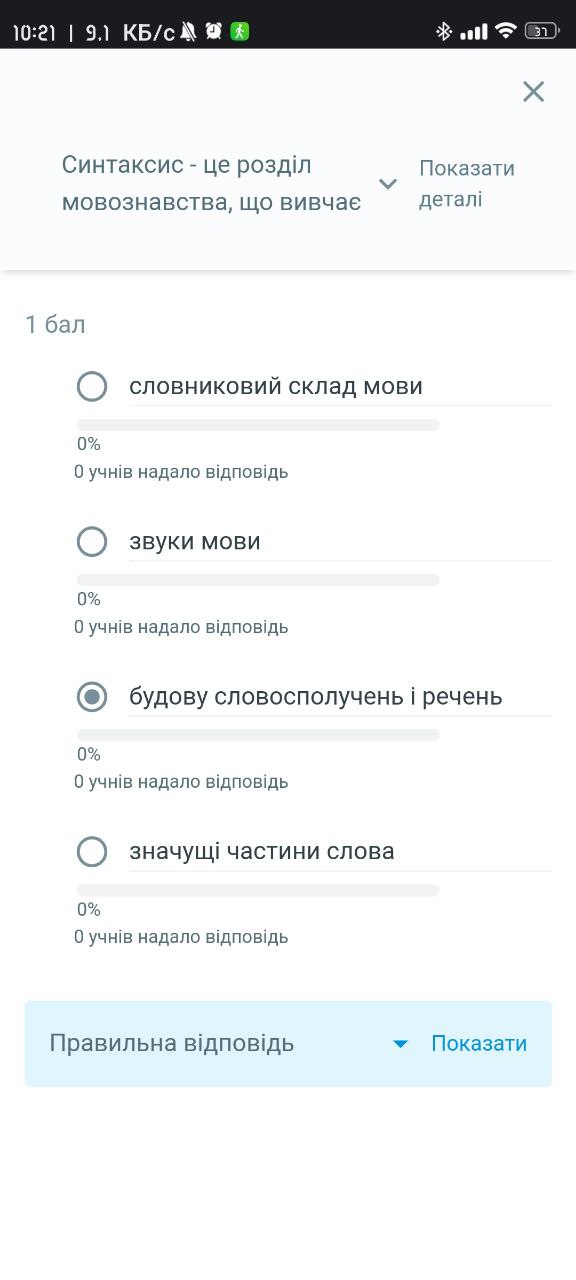 10:21 | 9,1 КБ/с
37
Синтаксис - це розділ
мовознавства, що вивчає
Показати
деталі
1 бал
словниковий склад мови
0%
0 учнів надало відповідь
звуки мови
0%
0 учнів надало відповідь
будову словосполучень і речень
0%
0 учнів надало відповідь
значущі частини слова
0%
0 учнів надало відповідь
Правильна відповідь
Показати